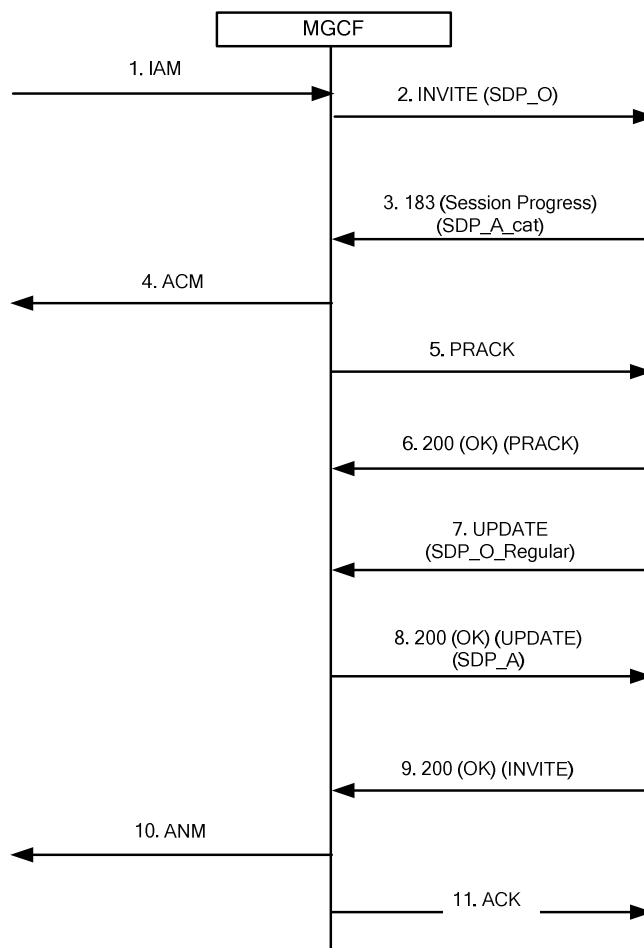 MGCF
1. IAM
2. INVITE (SDP_O)
3. 183 (Session Progress)
(SDP_A_cat)
4. ACM
5. PRACK
6. 200 (OK) (PRACK)
7. UPDATE
(SDP_O_Regular)
8. 200 (OK) (UPDATE)
(SDP_A)
9. 200 (OK) (INVITE)
10. ANM
11. ACK